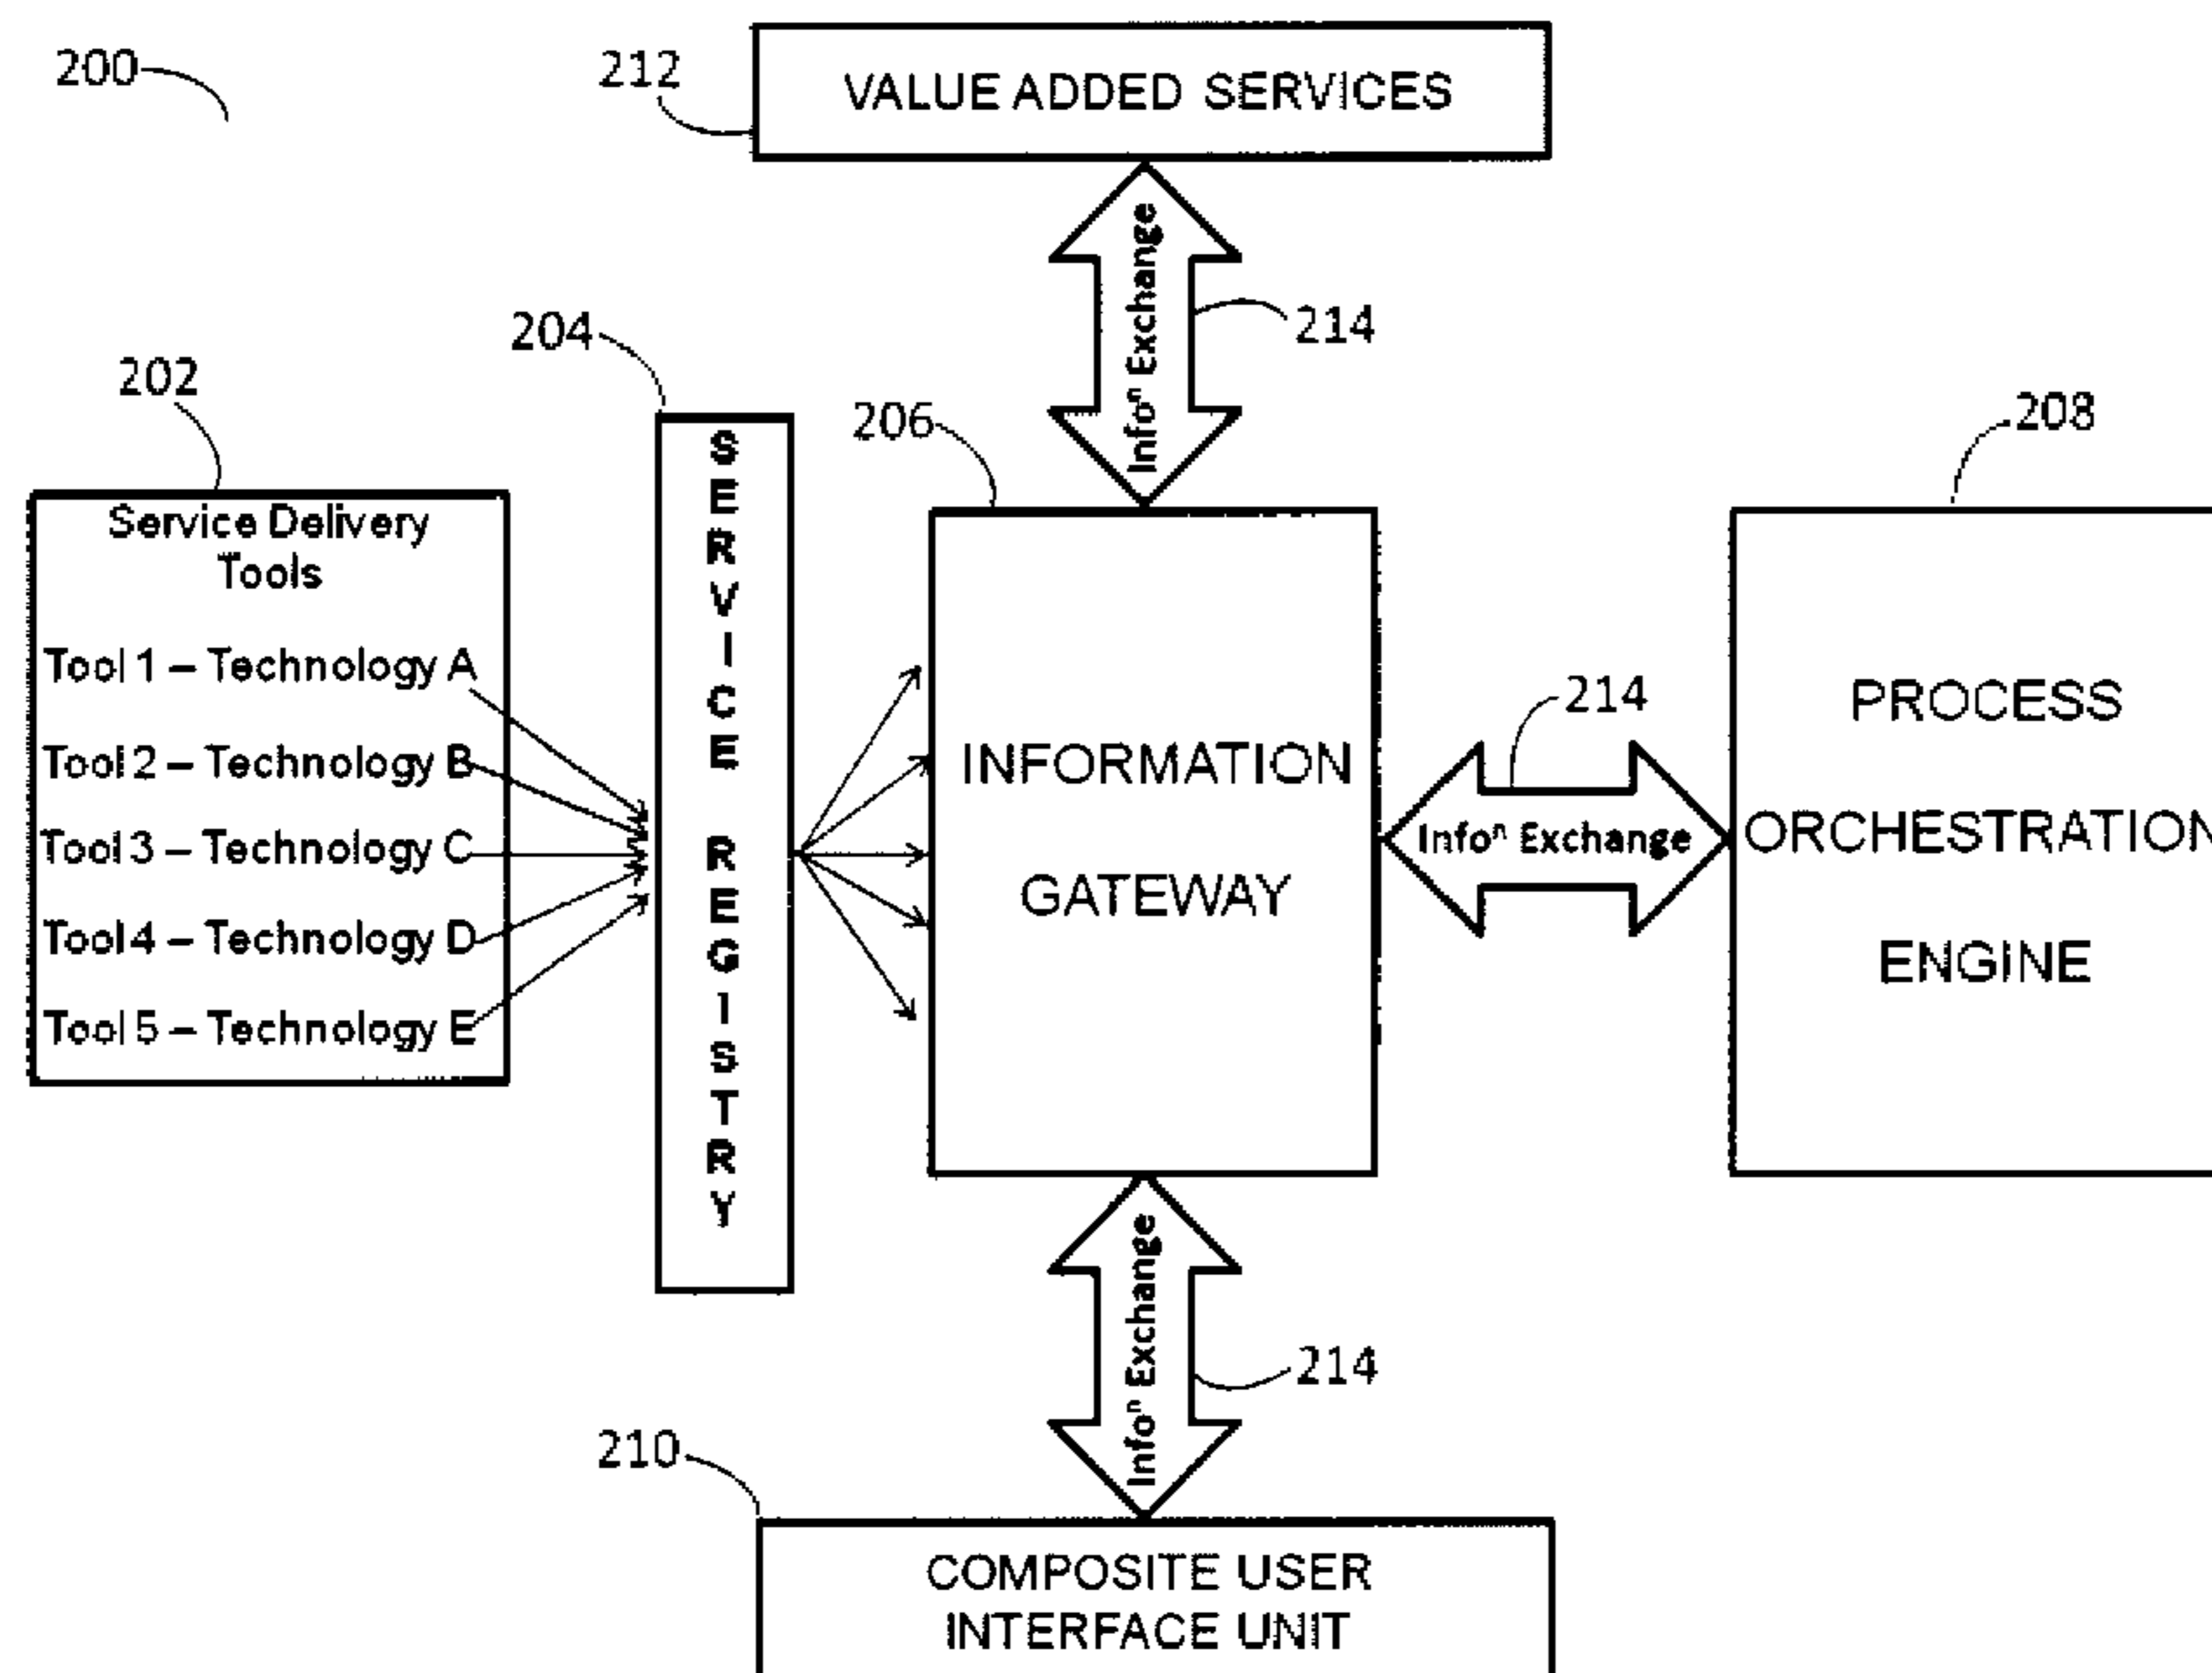 200
212
VALUE ADDED SERVICES
Infoⁿ Exchange
214
204
202
206
208
Service Delivery
Tools
Tool 1 – Technology A
Tool 2 – Technology B
Tool 3 – Technology C
Tool 4 – Technology D
Tool 5 – Technology E
SERVICE REGISTRY
INFORMATION
GATEWAY
214
Infoⁿ Exchange
PROCESS
ORCHESTRATION
ENGINE
Infoⁿ Exchange
214
210
COMPOSITE USER
INTERFACE UNIT